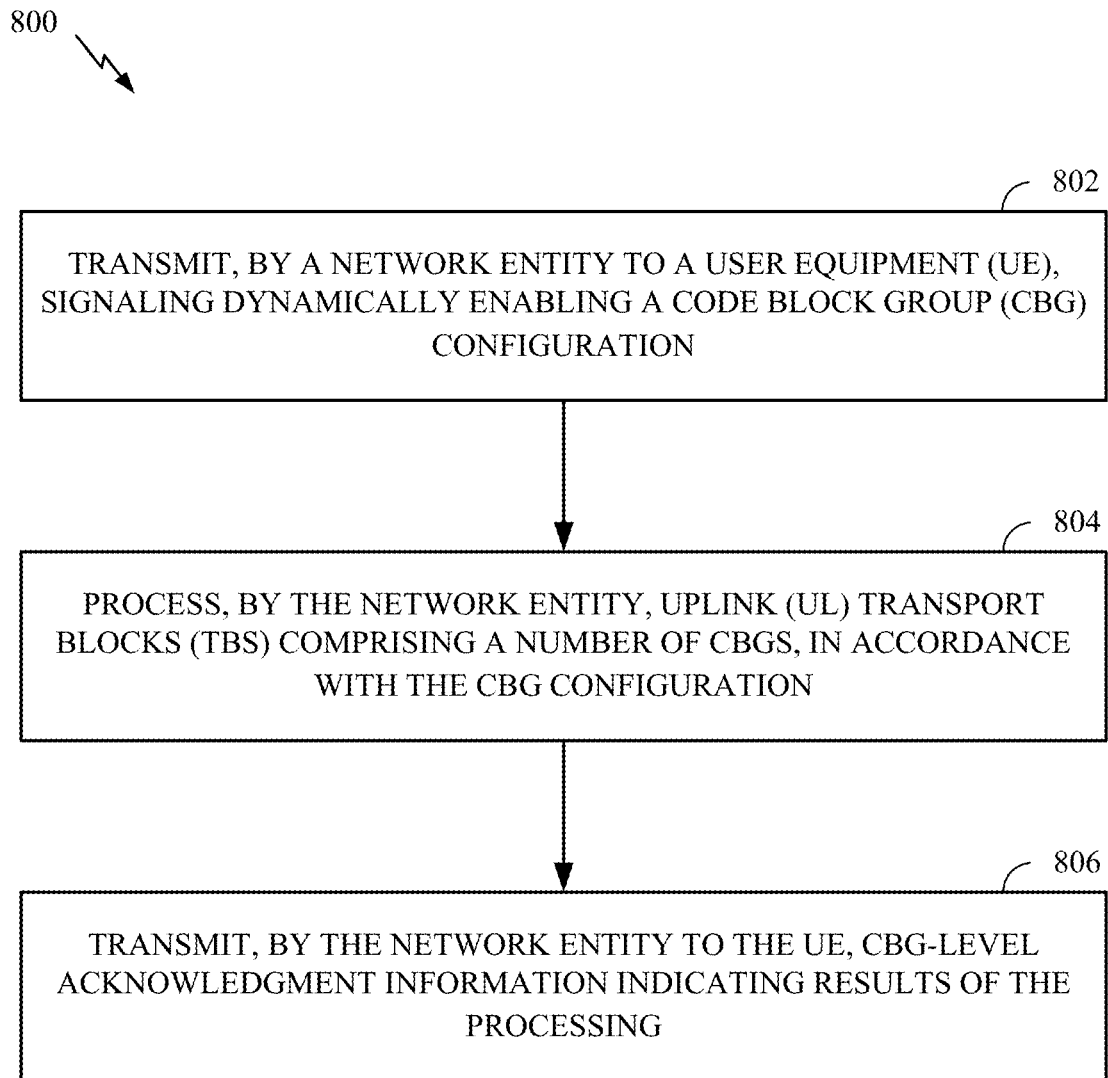 800
802
TRANSMIT, BY A NETWORK ENTITY TO A USER EQUIPMENT (UE),
SIGNALING DYNAMICALLY ENABLING A CODE BLOCK GROUP (CBG)
CONFIGURATION
804
PROCESS, BY THE NETWORK ENTITY, UPLINK (UL) TRANSPORT
BLOCKS (TBS) COMPRISING A NUMBER OF CBGS, IN ACCORDANCE
WITH THE CBG CONFIGURATION
806
TRANSMIT, BY THE NETWORK ENTITY TO THE UE, CBG-LEVEL
ACKNOWLEDGMENT INFORMATION INDICATING RESULTS OF THE
PROCESSING